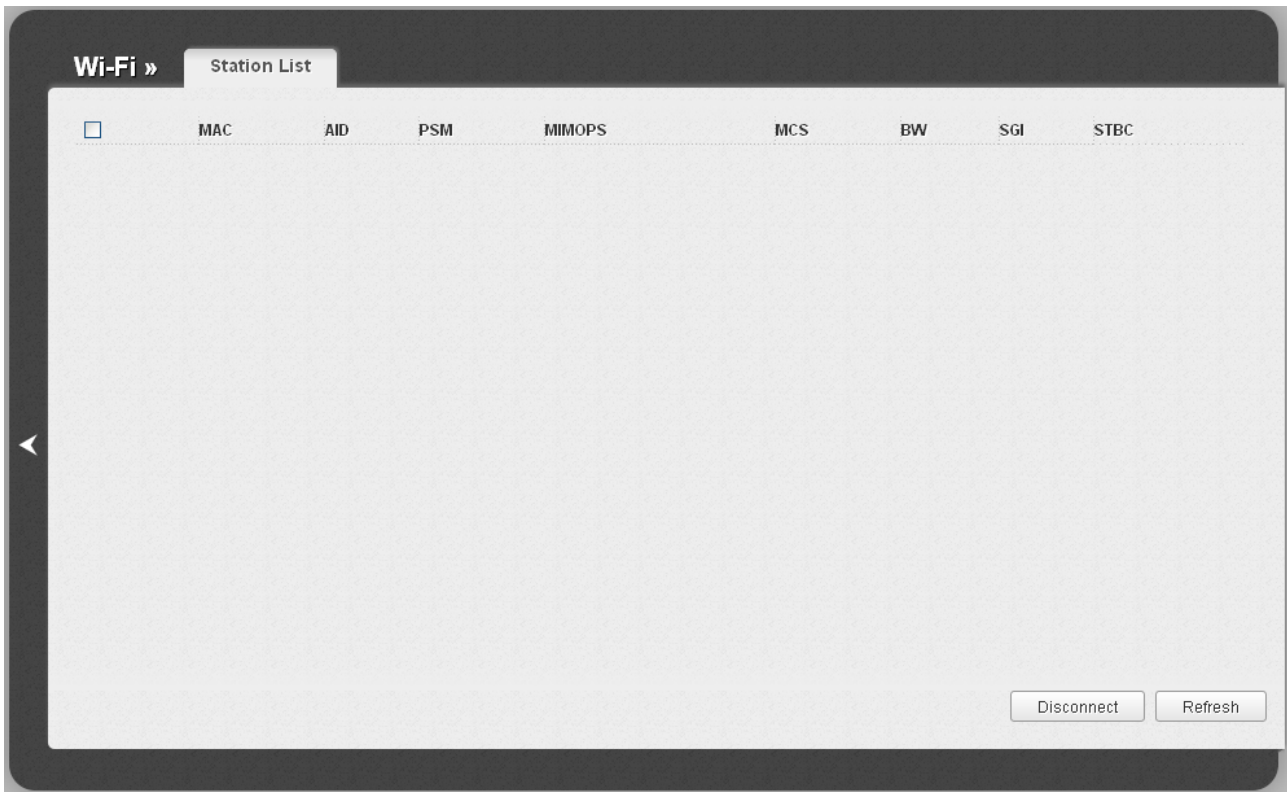 Wi-Fi » Station List
MAC AID PSM MIMOPS MCS BW SGI STBC
Disconnect Refresh